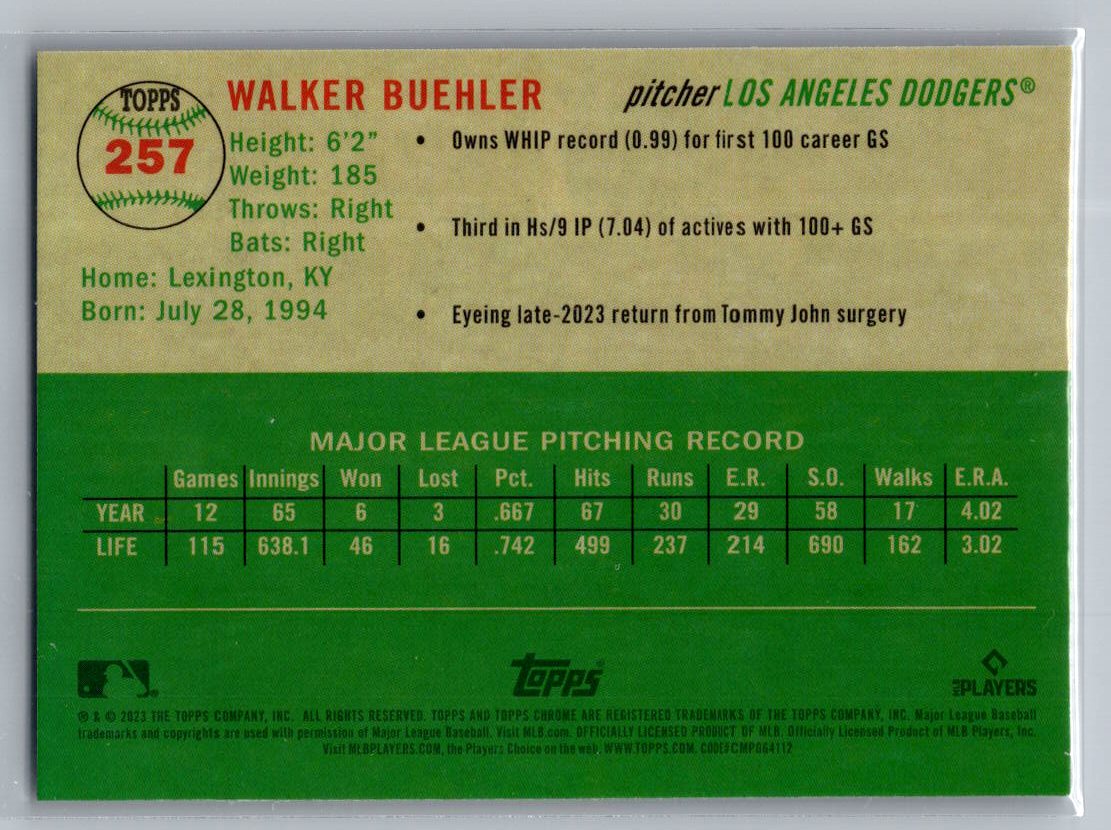 TOPPS
257
WALKER BUEHLER
pitcher LOS ANGELES DODGERS®
Height: 6'2"
Weight: 185
Throws: Right
Bats: Right
Home: Lexington, KY
Born: July 28, 1994
• Owns WHIP record (0.99) for first 100 career GS
• Third in Hs/9 IP (7.04) of actives with 100+ GS
• Eyeing late-2023 return from Tommy John surgery
MAJOR LEAGUE PITCHING RECORD
Games Innings Won Lost Pct. Hits Runs E.R. S.O. Walks E.R.A.
YEAR 12 65 6 3 .667 67 30 29 58 17 4.02
LIFE 115 638.1 46 16 .742 499 237 214 690 162 3.02
topps®
MLB PLAYERS
® & © 2023 THE TOPPS COMPANY, INC. ALL RIGHTS RESERVED. TOPPS AND TOPPS CHROME ARE REGISTERED TRADEMARKS OF THE TOPPS COMPANY, INC. Major League Baseball
trademarks and copyrights are used with permission of Major League Baseball. Visit MLB.com. OFFICIALLY LICENSED PRODUCT OF MLB. Officially Licensed Product of MLB Players, Inc.
Visit MLBPLAYERS.COM, the Players Choice on the web. WWW.TOPPS.COM. CODE#CMP064112